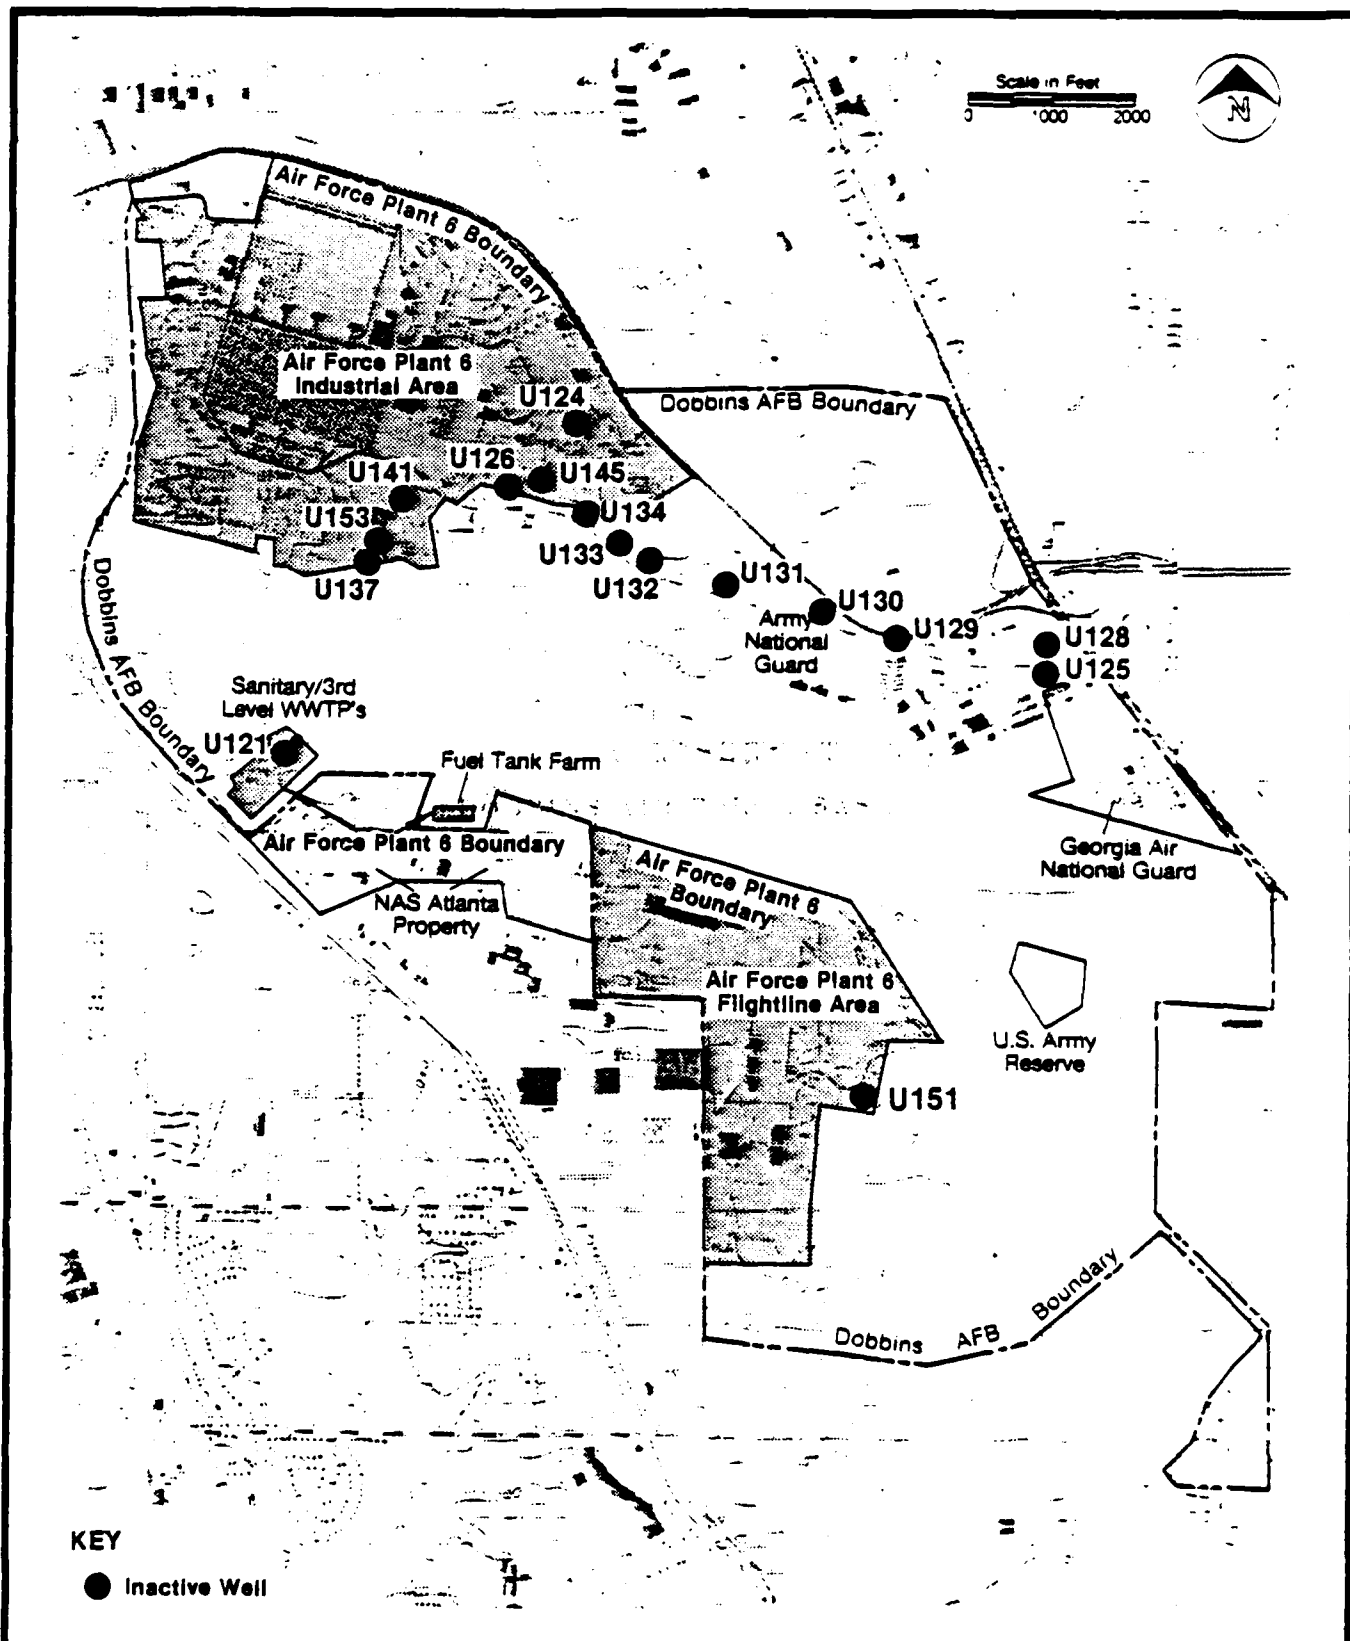 Scale in Feet
0 1000 2000
N
Air Force Plant 6 Boundary
Air Force Plant 6
Industrial Area
Dobbins AFB Boundary
U124
U126
U145
U141
U134
U153
U133
U132
U137
U131
U130
U129
Army
National
Guard
U128
U125
Dobbins AFB Boundary
Sanitary/3rd
Level WWTP's
U121
Fuel Tank Farm
Air Force Plant 6 Boundary
Air Force Plant 6
Boundary
Georgia Air
National Guard
NAS Atlanta
Property
Air Force Plant 6
Flightline Area
U.S. Army
Reserve
U151
Dobbins AFB Boundary
KEY
Inactive Well